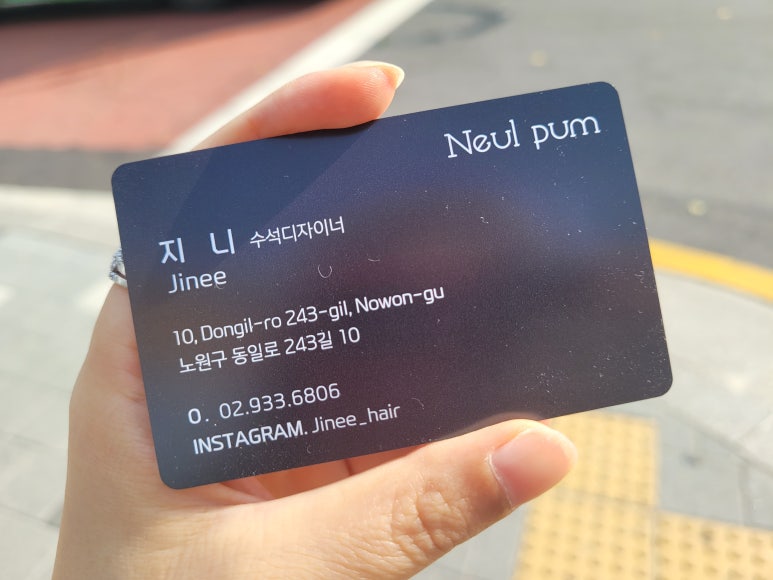 Neul pum
지 니 수석디자이너
Jinee
10, Dongil-ro 243-gil, Nowon-gu
노원구 동일로 243길 10
O. 02.933.6806
INSTAGRAM. Jinee_hair